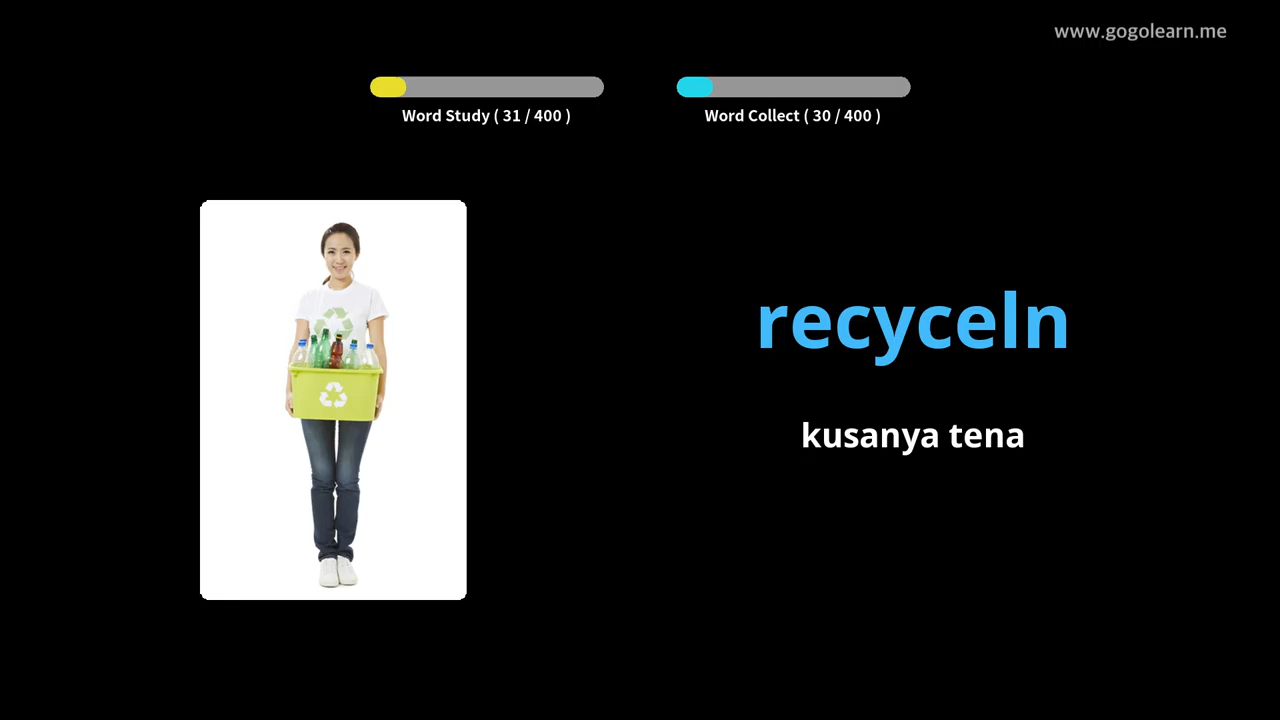 www.gogolearn.me
Word Study ( 31 / 400 )
Word Collect ( 30 / 400 )
recyceln
kusanya tena